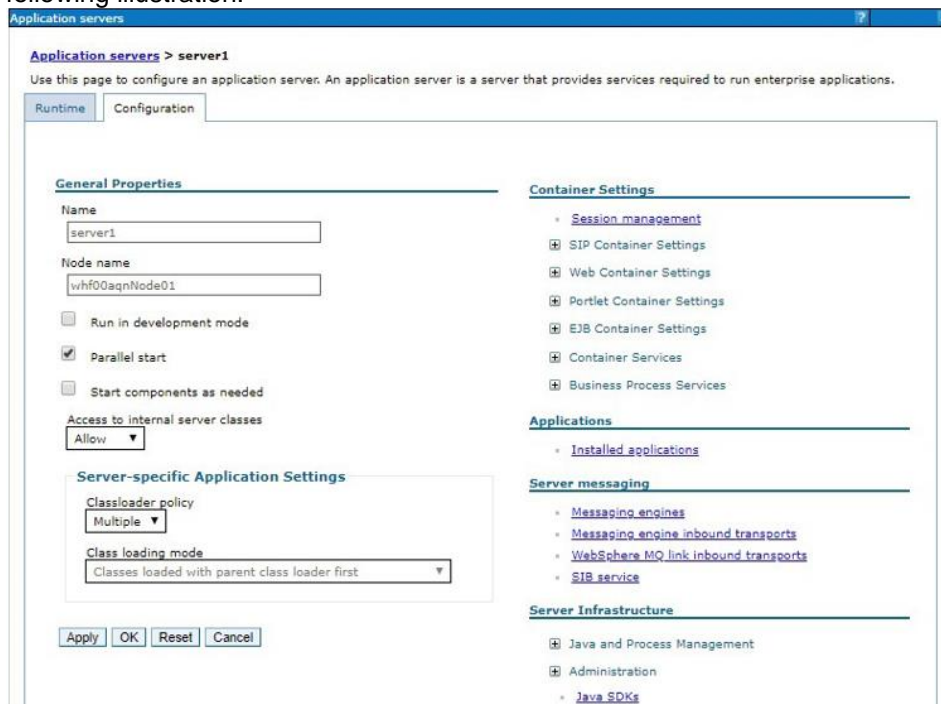 following illustration.
Application servers ?
Application servers > server1
Use this page to configure an application server. An application server is a server that provides services required to run enterprise applications.
Runtime Configuration
General Properties
Name
server1
Node name
whf00aqnNode01
Run in development mode
Parallel start
Start components as needed
Access to internal server classes
Allow
Server-specific Application Settings
Classloader policy
Multiple
Class loading mode
Classes loaded with parent class loader first
Apply OK Reset Cancel
Container Settings
Session management
SIP Container Settings
Web Container Settings
Portlet Container Settings
EJB Container Settings
Container Services
Business Process Services
Applications
Installed applications
Server messaging
Messaging engines
Messaging engine inbound transports
WebSphere MQ link inbound transports
SIB service
Server Infrastructure
Java and Process Management
Administration
Java SDKs